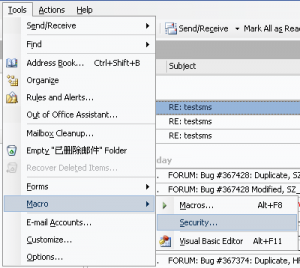 Tools Actions Help
Send/Receive
Find
Address Book... Ctrl+Shift+B
Organize
Rules and Alerts...
Out of Office Assistant...
Mailbox Cleanup...
Empty "已删除邮件" Folder
Recover Deleted Items...
Forms
Macro
E-mail Accounts...
Customize...
Options...
Send/Receive Mark All as Read
Subject
RE: testsms
RE: testsms
RE: testsms
day
FORUM: Bug #367428: Duplicate, SZ_
FORUM: Bug #367428 Modified, SZ_
Macros... Alt+F8
Security...
Visual Basic Editor Alt+F11
FORUM: Bug #367374: Duplicate, H